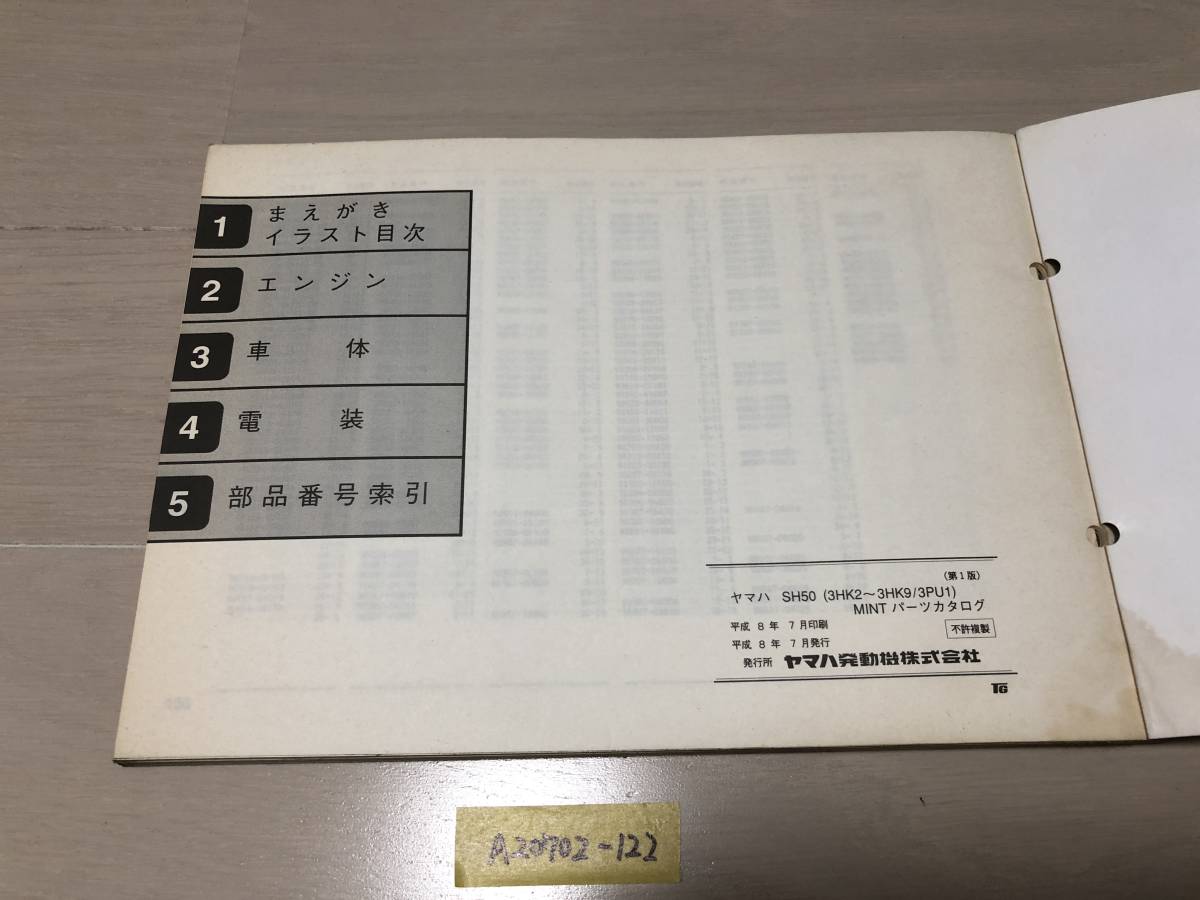 1 まえがき
イラスト目次
2 エンジン
3 車体
4 電装
5 部品番号索引
(第1版)
ヤマハ SH50 (3HK2～3HK9/3PU1)
MINT パーツカタログ
平成 8年 7月印刷
平成 8年 7月発行
不許複製
発行所 ヤマハ発動機株式会社
TG
A20702-122